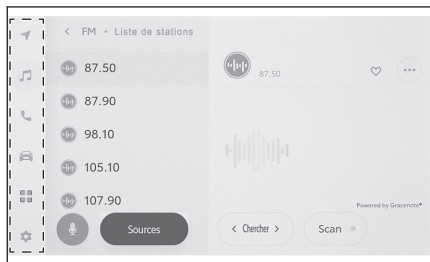 FM • Liste de stations
87.50
87.90
98.10
105.10
107.90
Sources
87.50
Powered by Gracenote®
Chercher
Scan